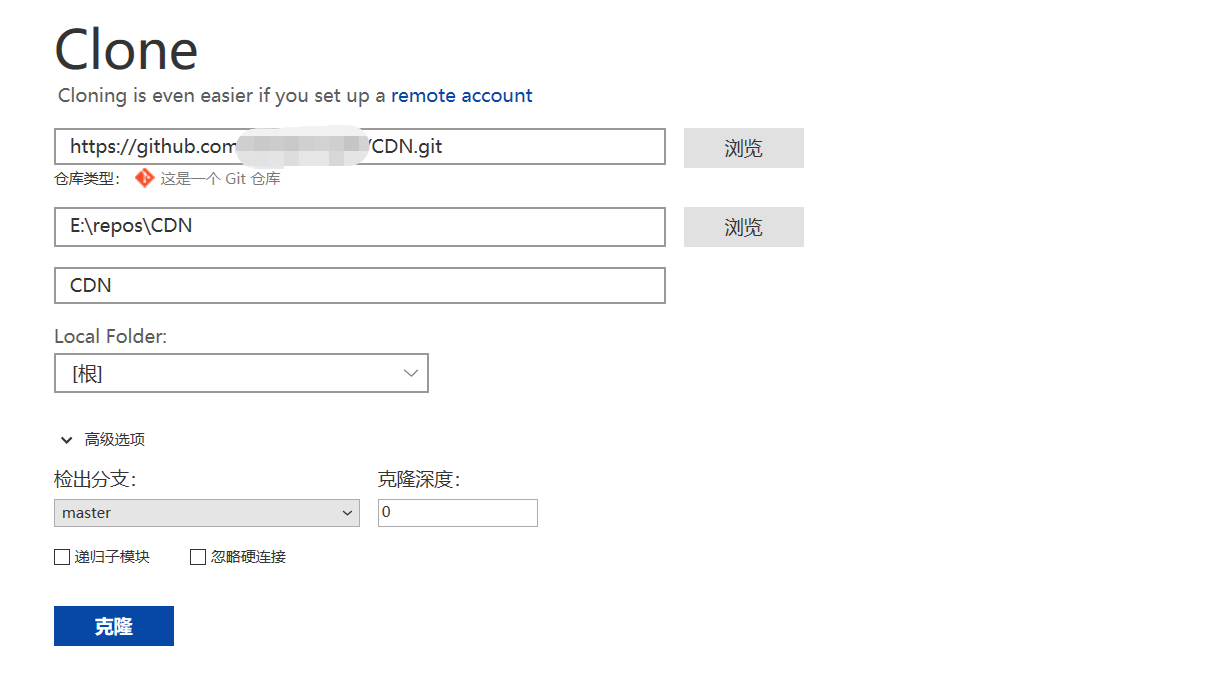 Clone
Cloning is even easier if you set up a remote account
https://github.com /CDN.git 浏览
仓库类型： 这是一个 Git 仓库
E:\repos\CDN 浏览
CDN
Local Folder:
[根]
高级选项
检出分支： 克隆深度：
master 0
递归子模块 忽略硬连接
克隆